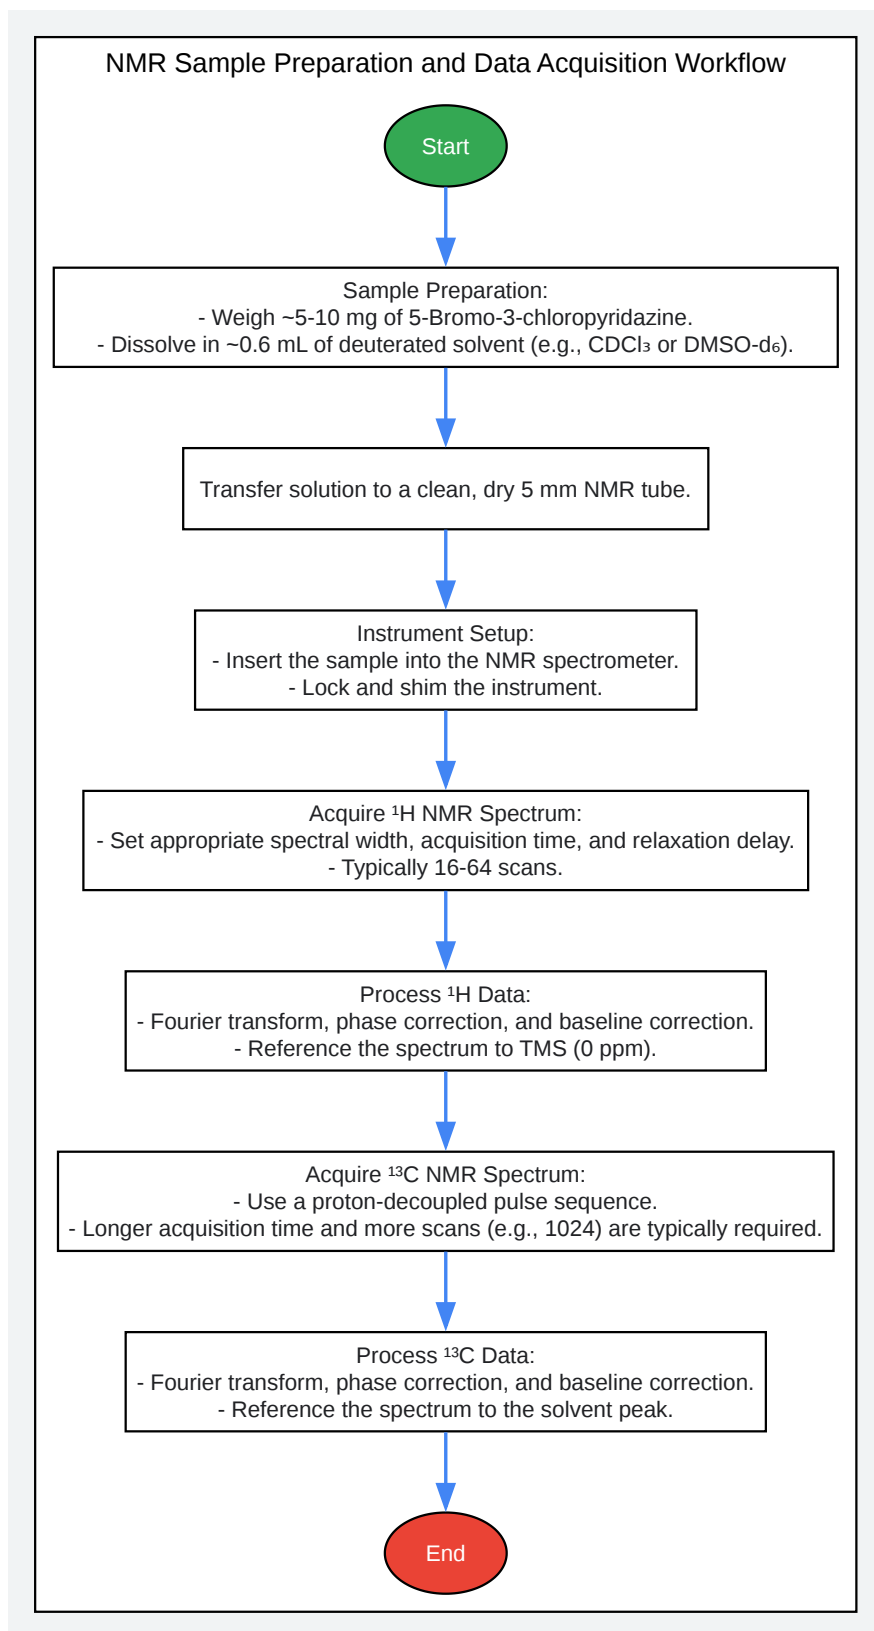 NMR Sample Preparation and Data Acquisition Workflow
Start
Sample Preparation:
- Weigh ~5-10 mg of 5-Bromo-3-chloropyridazine.
- Dissolve in ~0.6 mL of deuterated solvent (e.g., CDCl₃ or DMSO-d₆).
Transfer solution to a clean, dry 5 mm NMR tube.
Instrument Setup:
- Insert the sample into the NMR spectrometer.
- Lock and shim the instrument.
Acquire ¹H NMR Spectrum:
- Set appropriate spectral width, acquisition time, and relaxation delay.
- Typically 16-64 scans.
Process ¹H Data:
- Fourier transform, phase correction, and baseline correction.
- Reference the spectrum to TMS (0 ppm).
Acquire ¹³C NMR Spectrum:
- Use a proton-decoupled pulse sequence.
- Longer acquisition time and more scans (e.g., 1024) are typically required.
Process ¹³C Data:
- Fourier transform, phase correction, and baseline correction.
- Reference the spectrum to the solvent peak.
End